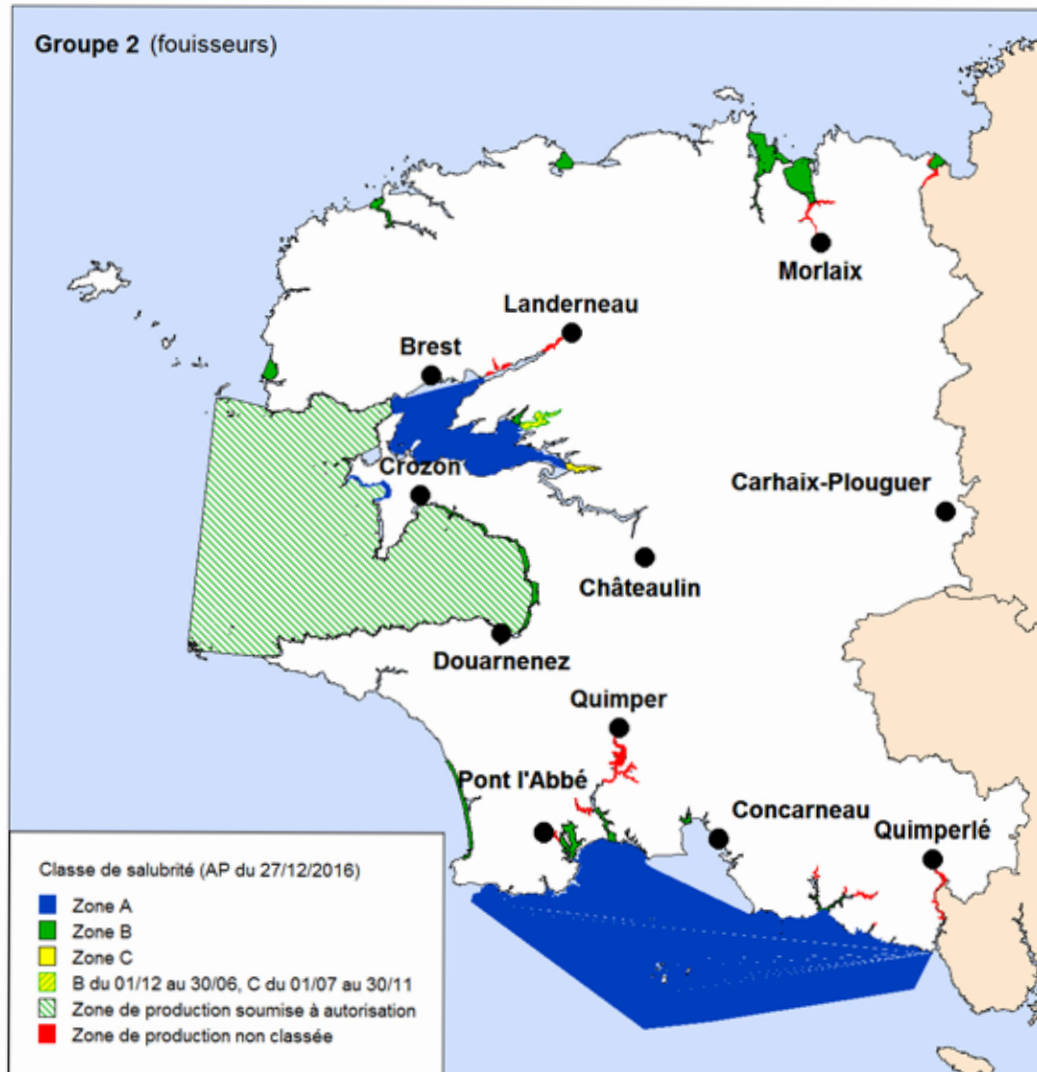 Groupe 2 (fouisseurs)
Morlaix
Landerneau
Brest
Crozon
Carhaix-Plouguer
Châteaulin
Douarnenez
Quimper
Pont l'Abbé
Concarneau
Quimperlé
Classe de salubrité (AP du 27/12/2016)
Zone A
Zone B
Zone C
B du 01/12 au 30/06, C du 01/07 au 30/11
Zone de production soumise à autorisation
Zone de production non classée